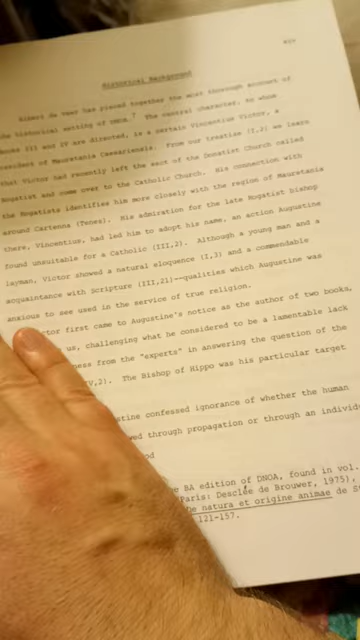 Historical Background
Albert de Veer has pieced together the most thorough account of
the historical setting of DNOA.7 The central character, to whom
Books III and IV are directed, is a certain Vincentius Victor, a
resident of Mauretania Caesariensis. From our treatise (I,2) we learn
that Victor had recently left the sect of the Donatist Church called
Rogatist and come over to the Catholic Church. His connection with
the Rogatists identifies him more closely with the region of Mauretania
around Cartenna (Tenes). His admiration for the late Rogatist bishop
there, Vincentius, had led him to adopt his name, an action Augustine
found unsuitable for a Catholic (III,2). Although a young man and a
layman, Victor showed a natural eloquence (I,3) and a commendable
acquaintance with Scripture (III,21)--qualities which Augustine was
anxious to see used in the service of true religion.
ctor first came to Augustine's notice as the author of two books,
us, challenging what he considered to be a lamentable lack
ness from the "experts" in answering the question of the
IV,2). The Bishop of Hippo was his particular target
stine confessed ignorance of whether the human
wed through propagation or through an individ
od
e BA edition of DNOA, found in vol.
(Paris: Desclée de Brouwer, 1975),
De natura et origine animae de s
121-157.